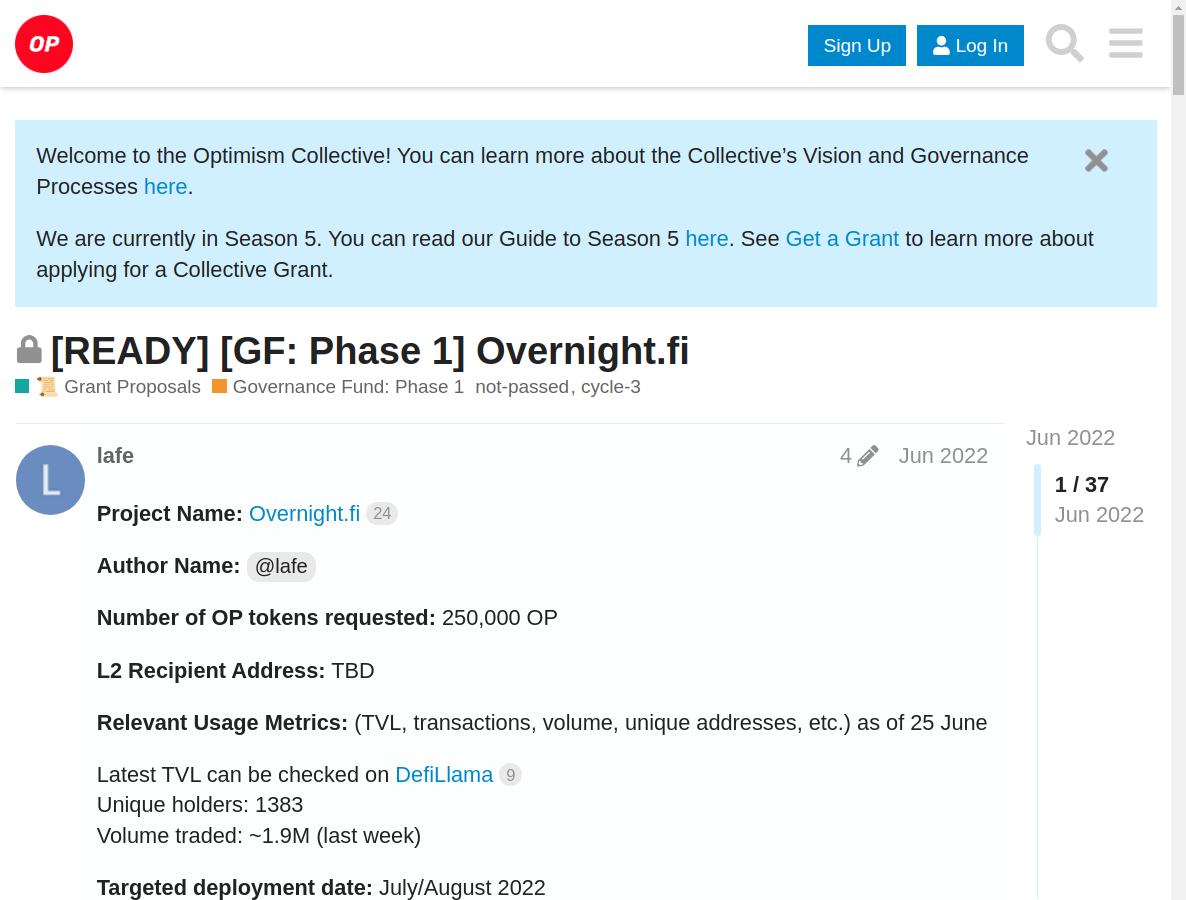 OP
Sign Up
Log In
Welcome to the Optimism Collective! You can learn more about the Collective’s Vision and Governance
Processes here.
We are currently in Season 5. You can read our Guide to Season 5 here. See Get a Grant to learn more about
applying for a Collective Grant.
[READY] [GF: Phase 1] Overnight.fi
📜 Grant Proposals Governance Fund: Phase 1 not-passed, cycle-3
L
lafe
4
Jun 2022
Project Name: Overnight.fi 24
Author Name: @lafe
Number of OP tokens requested: 250,000 OP
L2 Recipient Address: TBD
Relevant Usage Metrics: (TVL, transactions, volume, unique addresses, etc.) as of 25 June
Latest TVL can be checked on DefiLlama 9
Unique holders: 1383
Volume traded: ~1.9M (last week)
Targeted deployment date: July/August 2022
Jun 2022
1 / 37
Jun 2022